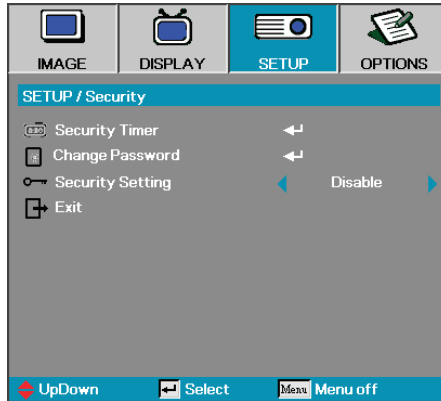 IMAGE DISPLAY SETUP OPTIONS
SETUP / Security
Security Timer
Change Password
Security Setting Disable
Exit
UpDown Select Menu Menu off